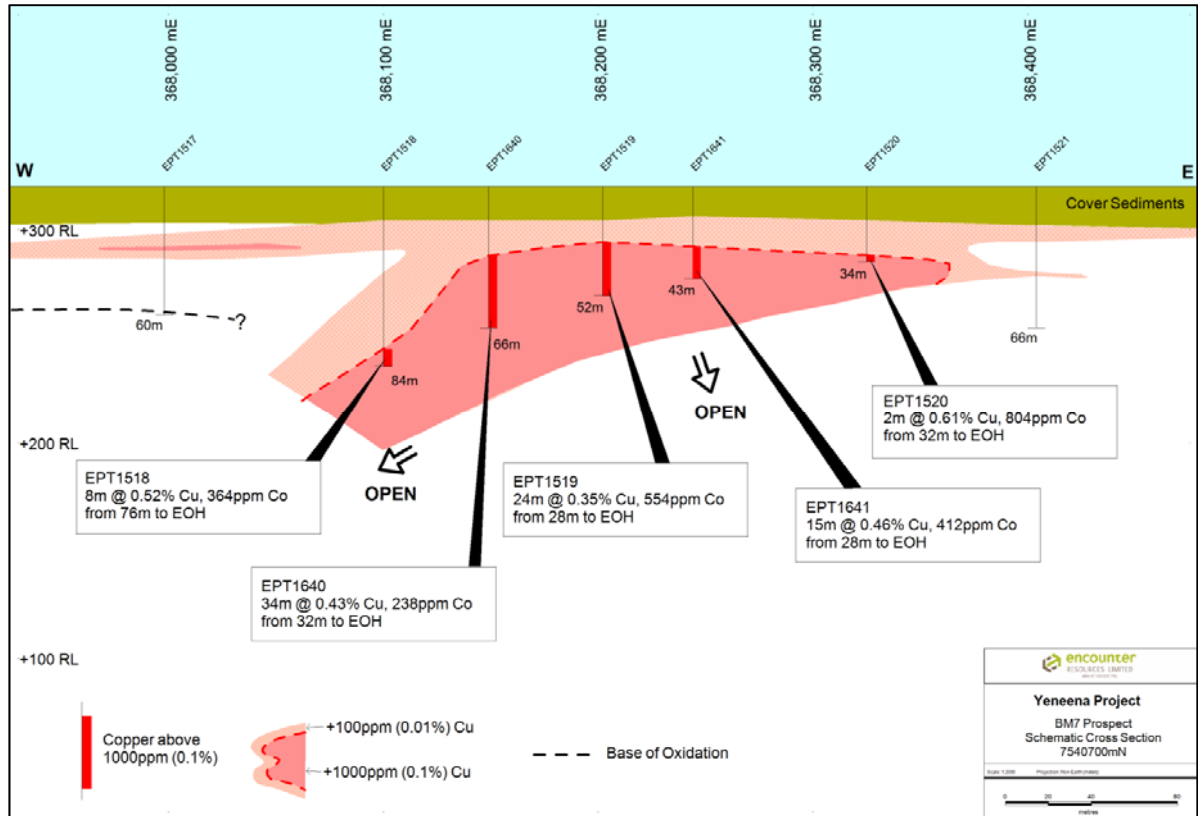 368,000 mE
368,100 mE
368,200 mE
368,300 mE
368,400 mE
EPT1517
EPT1518
EPT1640
EPT1519
EPT1641
EPT1520
EPT1521
W
E
Cover Sediments
+300 RL
60m
?
84m
66m
52m
43m
34m
66m
OPEN
OPEN
+200 RL
EPT1520
2m @ 0.61% Cu, 804ppm Co
from 32m to EOH
EPT1518
8m @ 0.52% Cu, 364ppm Co
from 76m to EOH
EPT1519
24m @ 0.35% Cu, 554ppm Co
from 28m to EOH
EPT1641
15m @ 0.46% Cu, 412ppm Co
from 28m to EOH
EPT1640
34m @ 0.43% Cu, 238ppm Co
from 32m to EOH
+100 RL
Copper above
1000ppm (0.1%)
+100ppm (0.01%) Cu
+1000ppm (0.1%) Cu
Base of Oxidation
encounter
RESOURCES LIMITED
Yeneena Project
BM7 Prospect
Schematic Cross Section
7540700mN
0 20 40 80
metres